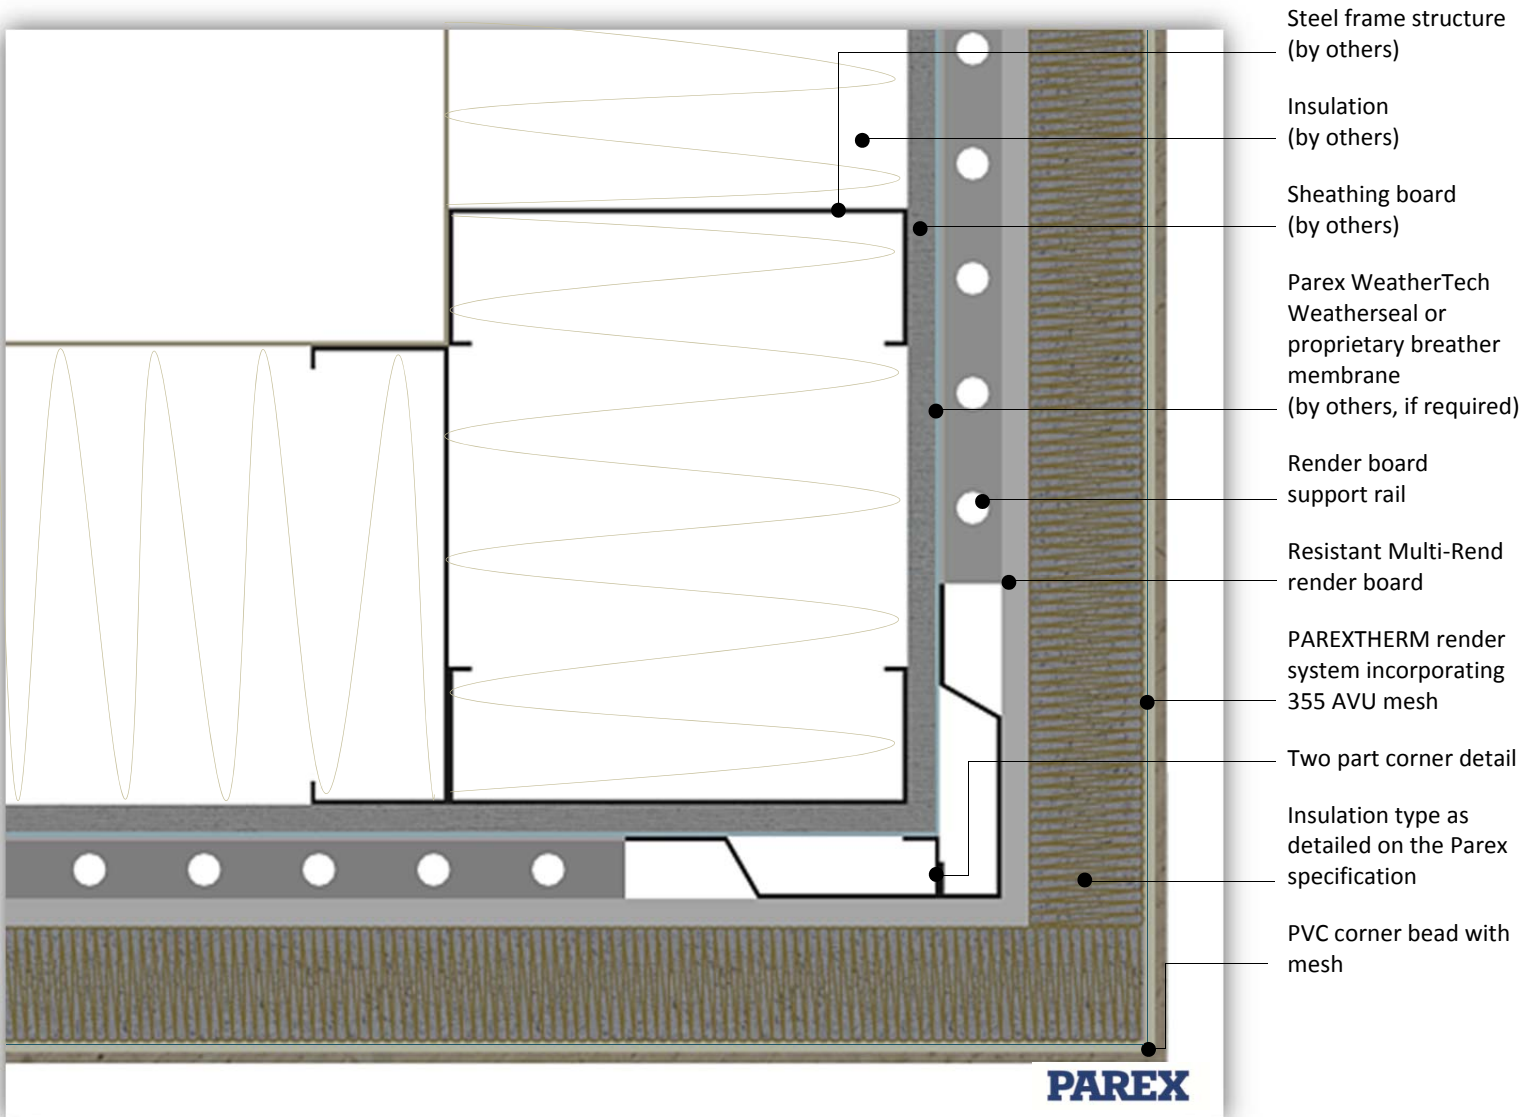 Steel frame structure
(by others)
Insulation
(by others)
Sheathing board
(by others)
Parex WeatherTech
Weatherseal or
proprietary breather
membrane
(by others, if required)
Render board
support rail
Resistant Multi-Rend
render board
PAREXTHERM render
system incorporating
355 AVU mesh
Two part corner detail
Insulation type as
detailed on the Parex
specification
PVC corner bead with
mesh
PAREX